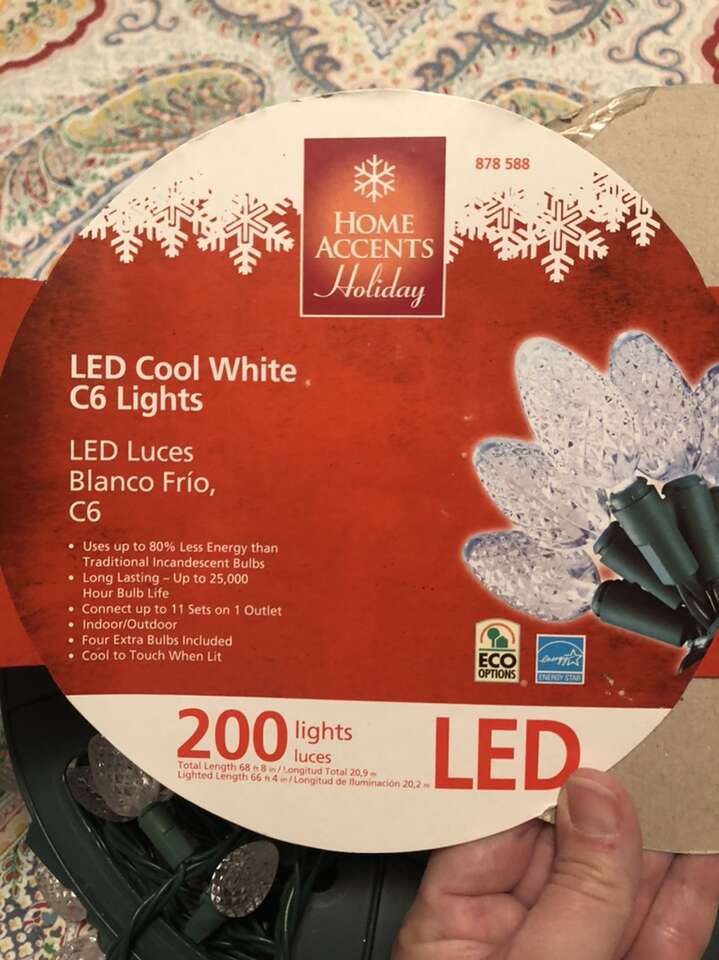 878 588
HOME
ACCENTS
Holiday
LED Cool White
C6 Lights
LED Luces
Blanco Frío,
C6
• Uses up to 80% Less Energy than
Traditional Incandescent Bulbs
• Long Lasting – Up to 25,000
Hour Bulb Life
• Connect up to 11 Sets on 1 Outlet
• Indoor/Outdoor
• Four Extra Bulbs Included
• Cool to Touch When Lit
ECO
OPTIONS
energy
ENERGY STAR
200 lights
luces
LED
Total Length 68 ft 8 in / Longitud Total 20,9 m
Lighted Length 66 ft 4 in / Longitud de Iluminación 20,2 m